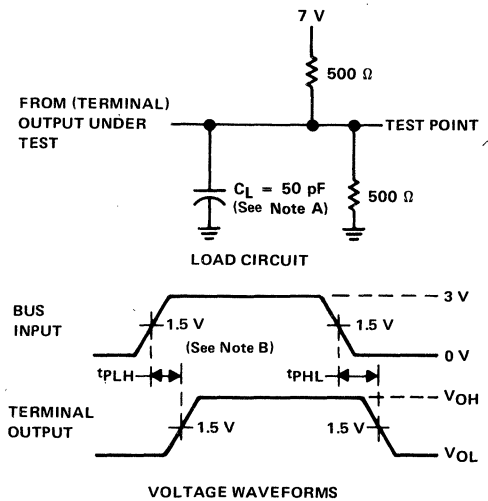 7 V
500 Ω
FROM (TERMINAL)
OUTPUT UNDER
TEST
TEST POINT
CL = 50 pF
(See Note A)
500 Ω
LOAD CIRCUIT
BUS
INPUT
1.5 V
1.5 V
3 V
(See Note B)
0 V
tPLH
tPHL
TERMINAL
OUTPUT
1.5 V
1.5 V
VOH
VOL
VOLTAGE WAVEFORMS